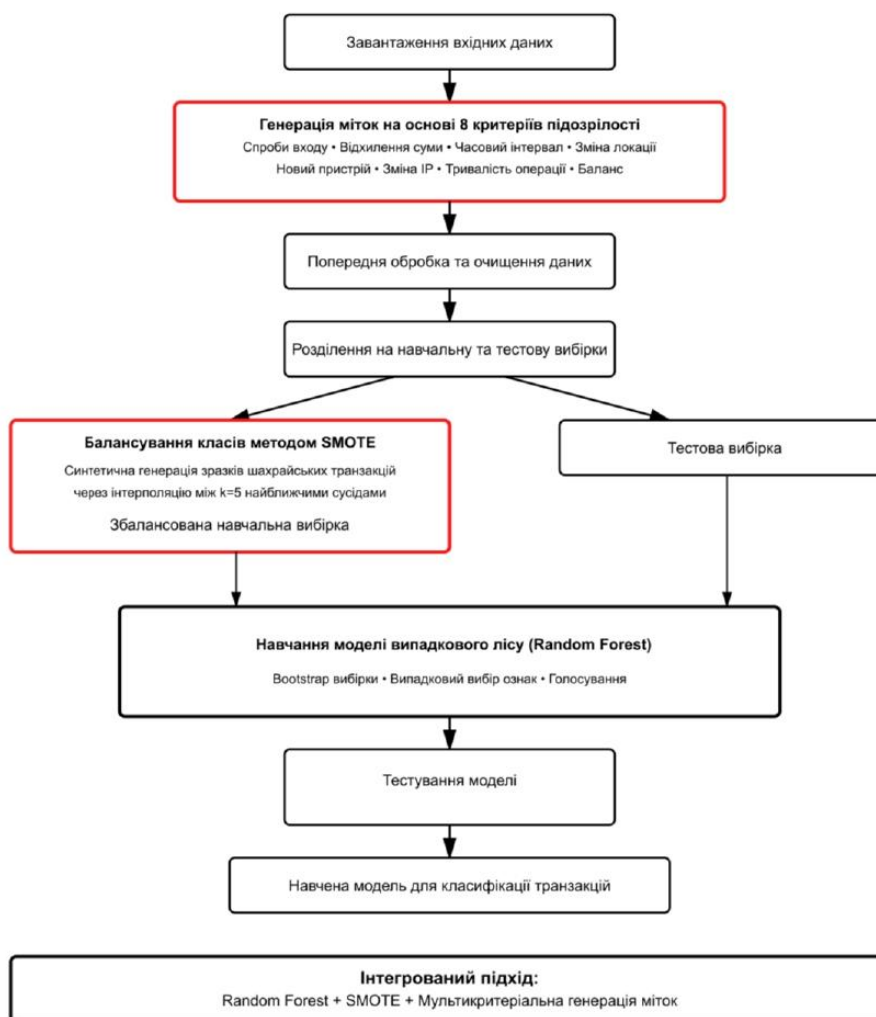 Завантаження вхідних даних
Генерація міток на основі 8 критеріїв підозрілості
Спроби входу • Відхилення суми • Часовий інтервал • Зміна локації
Новий пристрій • Зміна IP • Тривалість операції • Баланс
Попередня обробка та очищення даних
Розділення на навчальну та тестову вибірки
Балансування класів методом SMOTE
Синтетична генерація зразків шахрайських транзакцій
через інтерполяцію між k=5 найближчими сусідами
Збалансована навчальна вибірка
Тестова вибірка
Навчання моделі випадкового лісу (Random Forest)
Bootstrap вибірки • Випадковий вибір ознак • Голосування
Тестування моделі
Навчена модель для класифікації транзакцій
Інтегрований підхід:
Random Forest + SMOTE + Мультикритеріальна генерація міток